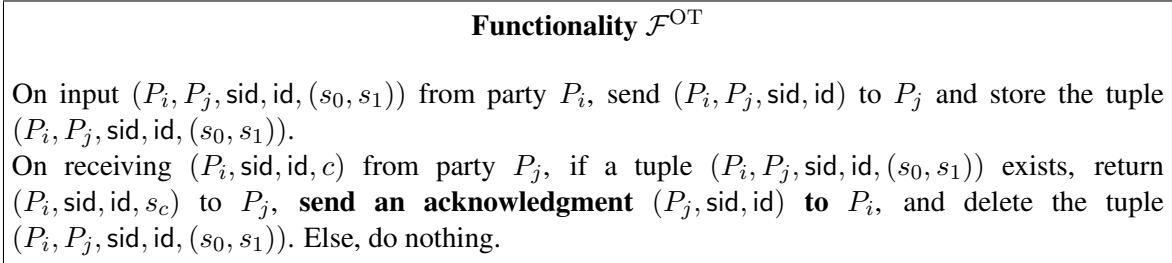 Functionality $\mathcal{F}^{\mathrm{OT}}$
On input $(P_i, P_j, \mathsf{sid}, \mathsf{id}, (s_0, s_1))$ from party $P_i$, send $(P_i, P_j, \mathsf{sid}, \mathsf{id})$ to $P_j$ and store the tuple
$(P_i, P_j, \mathsf{sid}, \mathsf{id}, (s_0, s_1))$.
On receiving $(P_i, \mathsf{sid}, \mathsf{id}, c)$ from party $P_j$, if a tuple $(P_i, P_j, \mathsf{sid}, \mathsf{id}, (s_0, s_1))$ exists, return
$(P_i, \mathsf{sid}, \mathsf{id}, s_c)$ to $P_j$, send an acknowledgment $(P_j, \mathsf{sid}, \mathsf{id})$ to $P_i$, and delete the tuple
$(P_i, P_j, \mathsf{sid}, \mathsf{id}, (s_0, s_1))$. Else, do nothing.